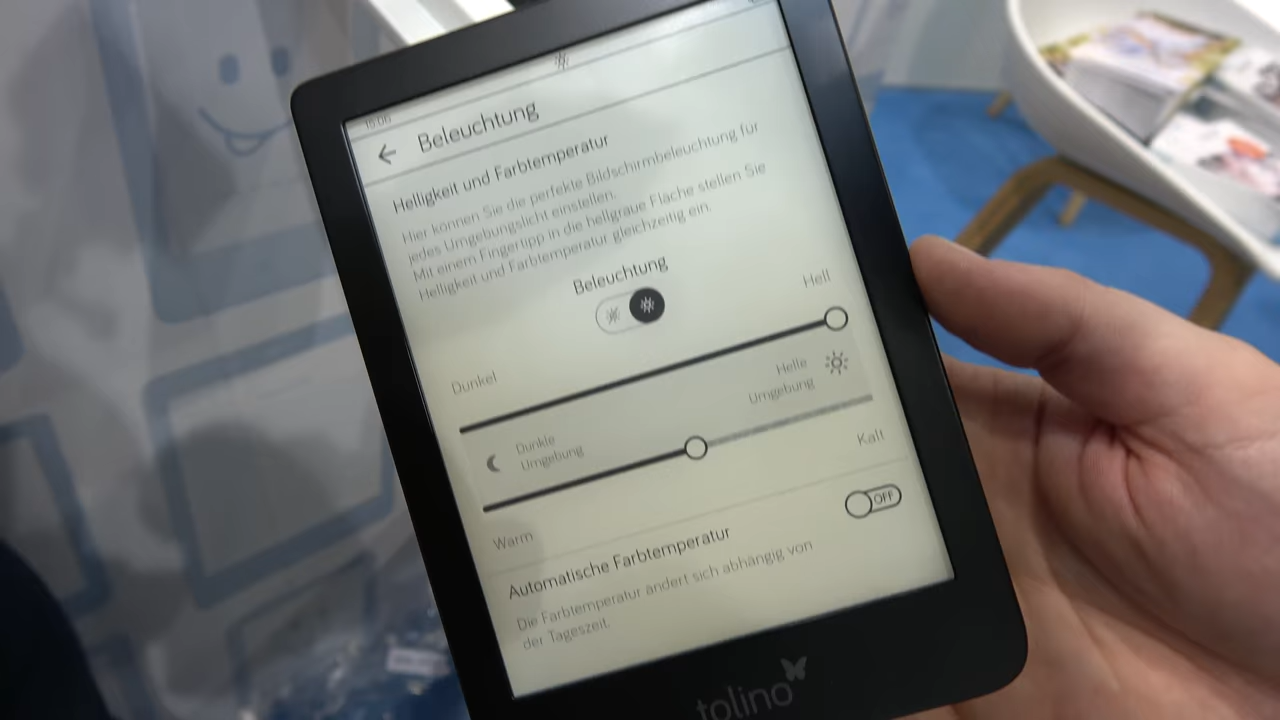 15:00
Beleuchtung
Helligkeit und Farbtemperatur
Hier können Sie die perfekte Bildschirmbeleuchtung für
jedes Umgebungslicht einstellen.
Mit einem Fingertipp in die hellgraue Fläche stellen Sie
Helligkeit und Farbtemperatur gleichzeitig ein.
Beleuchtung
Dunkel
Hell
Dunkle
Umgebung
Helle
Umgebung
Warm
Kalt
Automatische Farbtemperatur
OFF
Die Farbtemperatur ändert sich abhängig von
der Tageszeit.
tolino